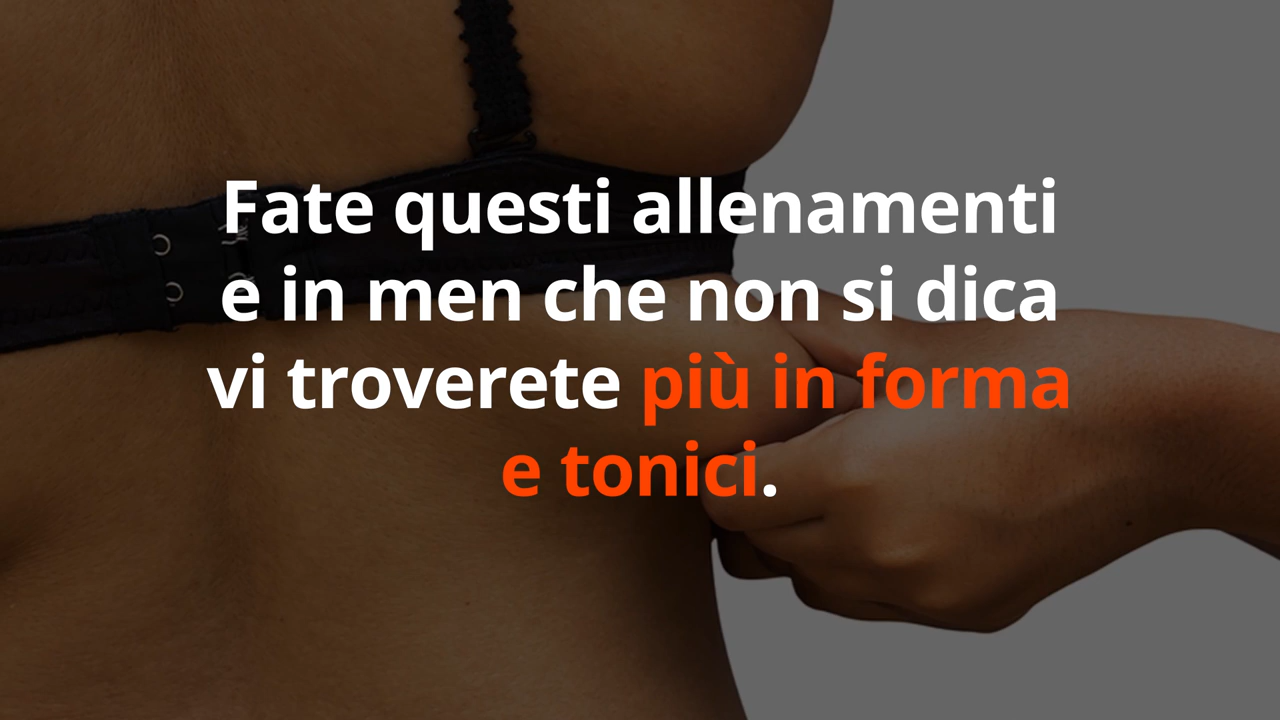 Fate questi allenamenti
e in men che non si dica
vi troverete più in forma
e tonici.